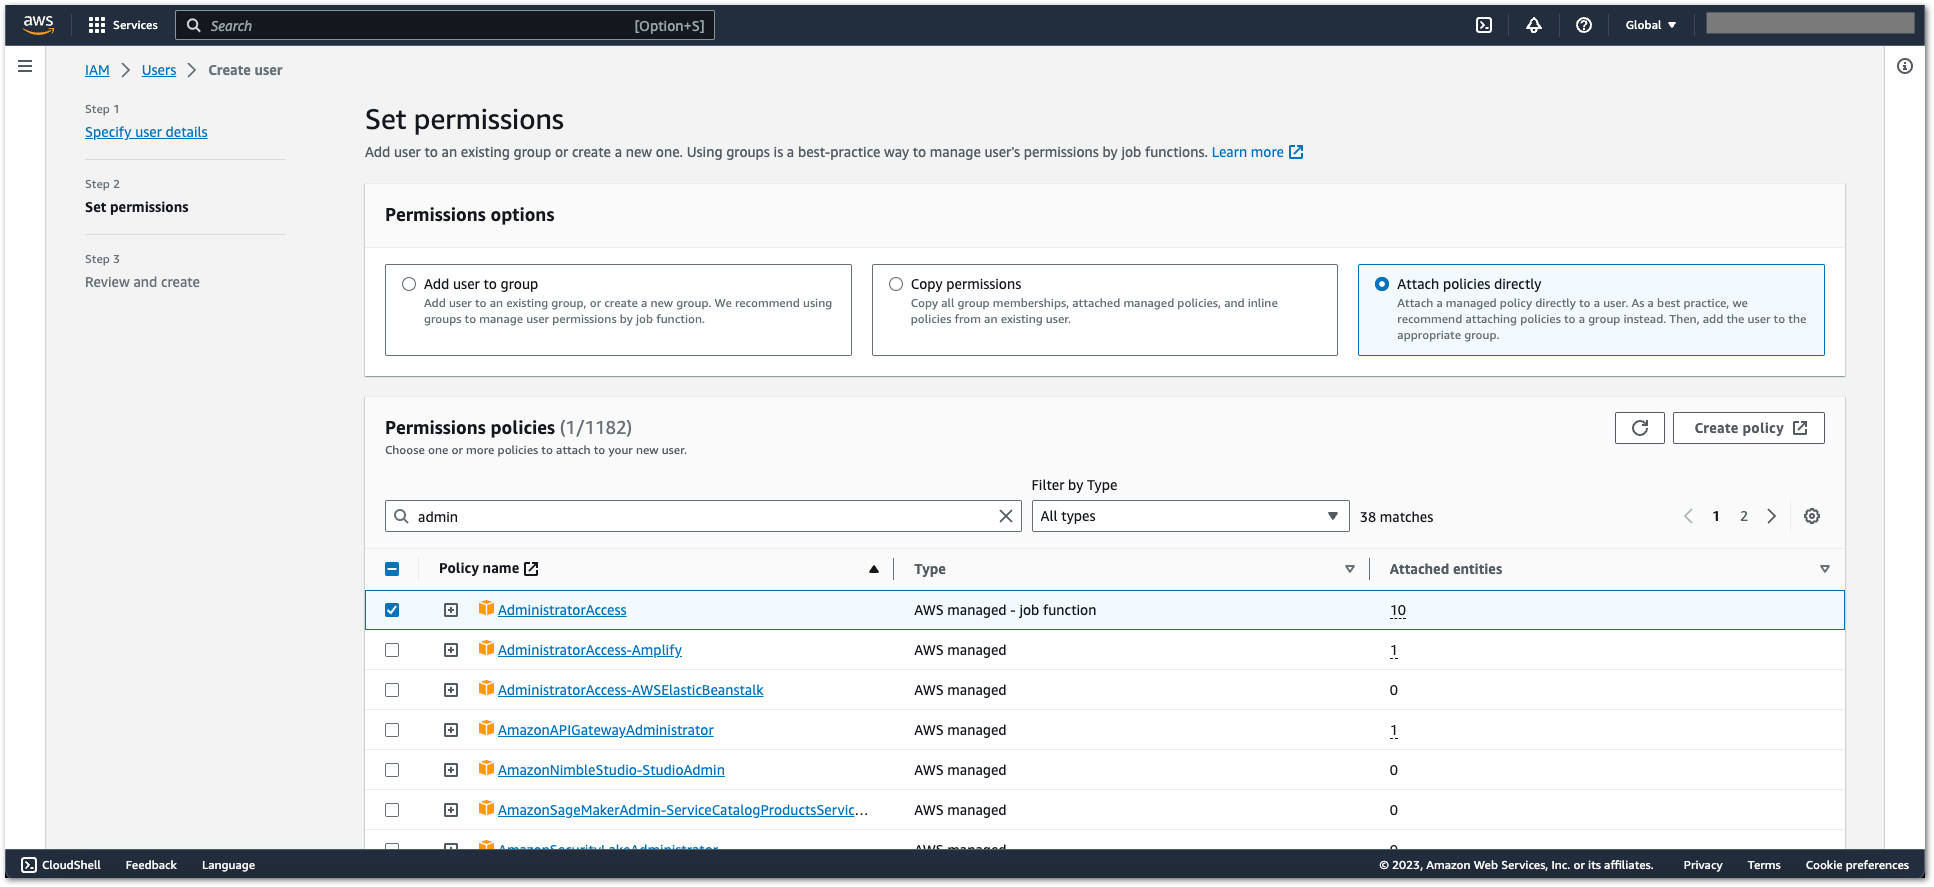 aws
Services
Search
[Option+S]
Global
IAM
Users
Create user
Step 1
Specify user details
Step 2
Set permissions
Step 3
Review and create
Set permissions
Add user to an existing group or create a new one. Using groups is a best-practice way to manage user's permissions by job functions. Learn more
Permissions options
Add user to group
Add user to an existing group, or create a new group. We recommend using
groups to manage user permissions by job function.
Copy permissions
Copy all group memberships, attached managed policies, and inline
policies from an existing user.
Attach policies directly
Attach a managed policy directly to a user. As a best practice, we
recommend attaching policies to a group instead. Then, add the user to the
appropriate group.
Permissions policies (1/1182)
Choose one or more policies to attach to your new user.
Create policy
Filter by Type
admin
All types
38 matches
1
2
Policy name
Type
Attached entities
AdministratorAccess
AWS managed - job function
10
AdministratorAccess-Amplify
AWS managed
1
AdministratorAccess-AWSElasticBeanstalk
AWS managed
0
AmazonAPIGatewayAdministrator
AWS managed
1
AmazonNimbleStudio-StudioAdmin
AWS managed
0
AmazonSageMakerAdmin-ServiceCatalogProductsServic...
AWS managed
0
AmazonSecurityLakeAdministrator
AWS managed
0
CloudShell
Feedback
Language
© 2023, Amazon Web Services, Inc. or its affiliates.
Privacy
Terms
Cookie preferences